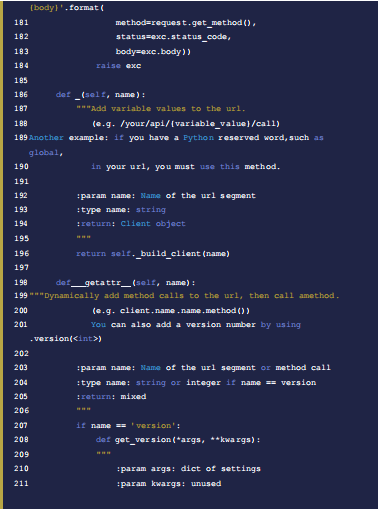 (body)'.format(
181 method=request.get_method(),
182 status=exc.status_code,
183 body=exc.body))
184 raise exc
185
186 def _(self, name):
187 """Add variable values to the url.
188 (e.g. /your/api/{variable_value}/call)
189 Another example: if you have a Python reserved word,such as
global,
190 in your url, you must use this method.
191
192 :param name: Name of the url segment
193 :type name: string
194 :return: Client object
195 """
196 return self._build_client(name)
197
198 def__getattr__(self, name):
199 """Dynamically add method calls to the url, then call amethod.
200 (e.g. client.name.name.method())
201 You can also add a version number by using
.version(<int>)
202
203 :param name: Name of the url segment or method call
204 :type name: string or integer if name == version
205 :return: mixed
206 """
207 if name == 'version':
208 def get_version(*args, **kwargs):
209 """
210 :param args: dict of settings
211 :param kwargs: unused